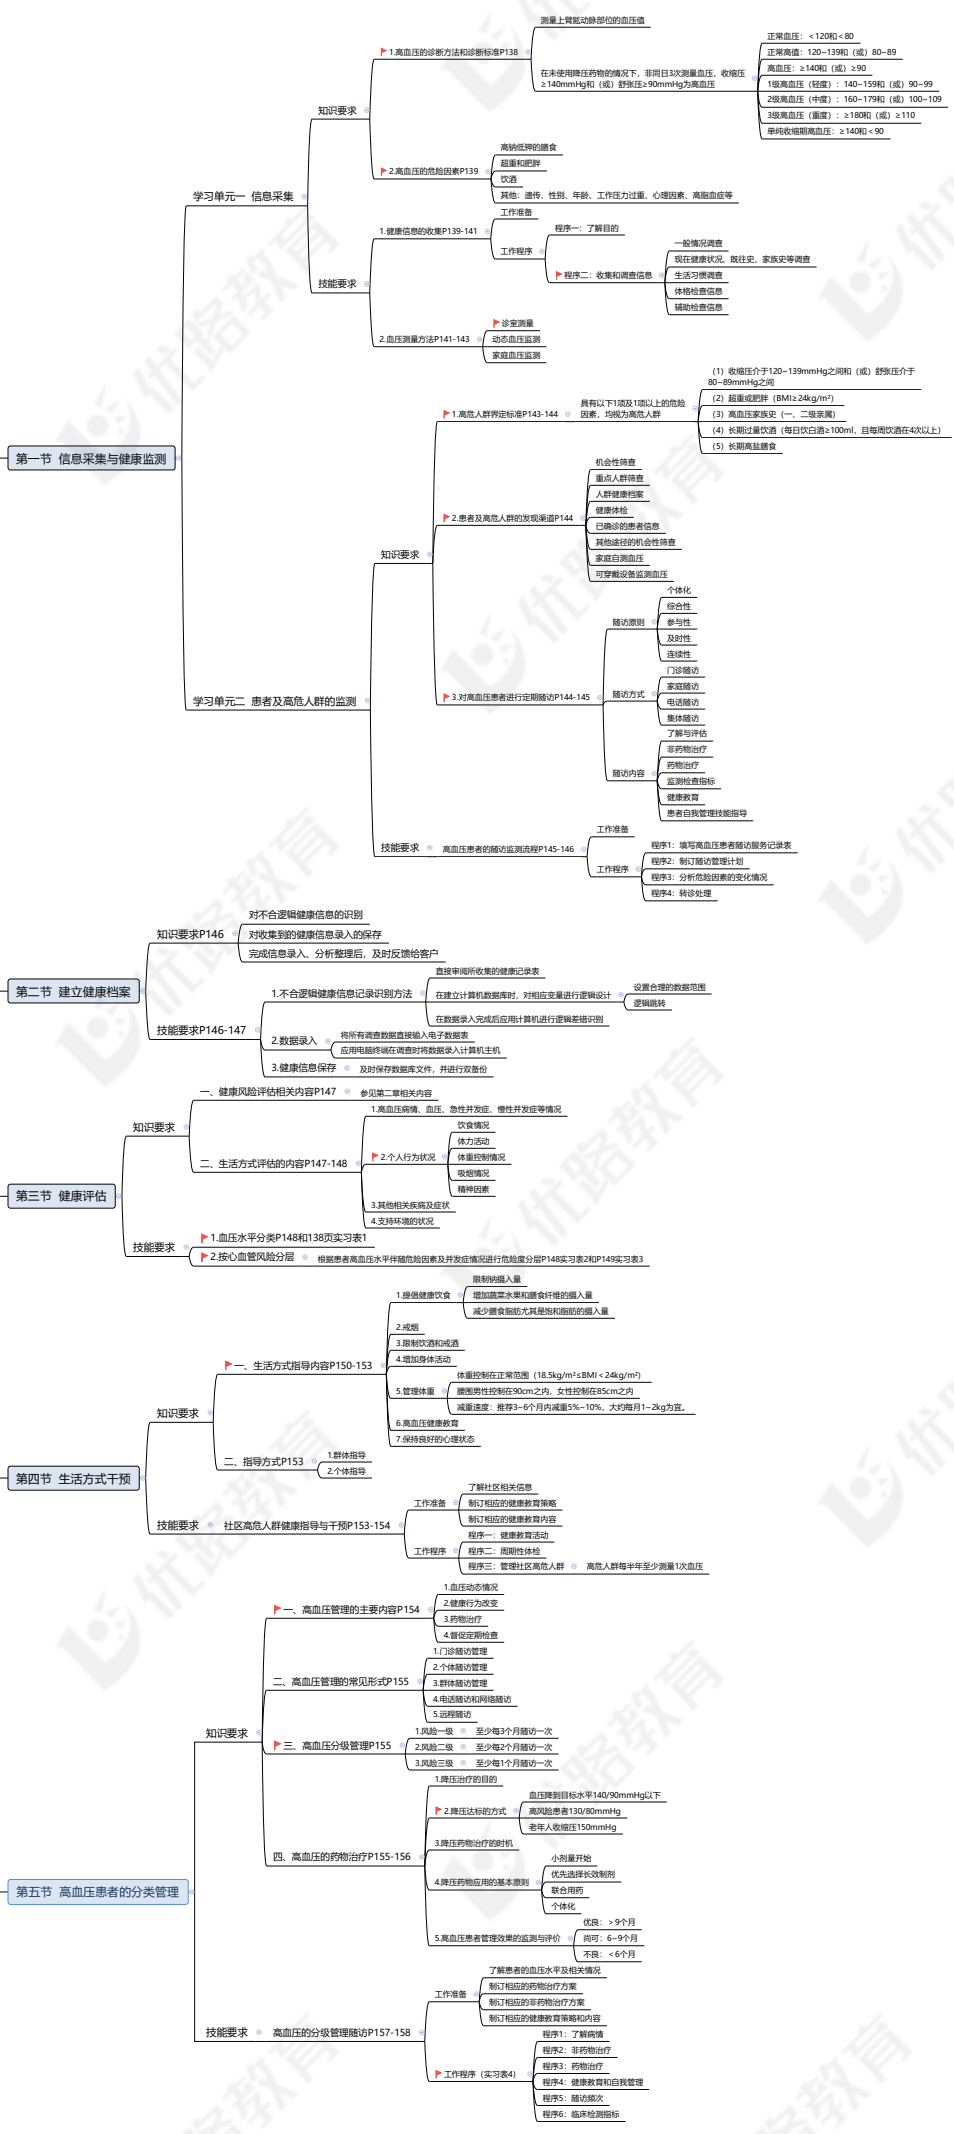 第一节  信息采集与健康监测
学习单元一  信息采集
知识要求
1.高血压的诊断方法和诊断标准P138
测量上臂肱动脉部位的血压值
在未使用降压药物的情况下，非同日3次测量血压，收缩压
≥140mmHg和（或）舒张压≥90mmHg为高血压
正常血压：<120和<80
正常高值：120~139和（或）80~89
高血压：≥140和（或）≥90
1级高血压（轻度）：140~159和（或）90~99
2级高血压（中度）：160~179和（或）100~109
3级高血压（重度）：≥180和（或）≥110
单纯收缩期高血压：≥140和<90
2.高血压的危险因素P139
高钠低钾的膳食
超重和肥胖
饮酒
其他：遗传、性别、年龄、工作压力过重、心理因素、高脂血症等
技能要求
1.健康信息的收集P139-141
工作准备
工作程序
程序一：了解目的
程序二：收集和调查信息
一般情况调查
现在健康状况、既往史、家族史等调查
生活习惯调查
体格检查信息
辅助检查信息
2.血压测量方法P141-143
诊室测量
动态血压监测
家庭血压监测
学习单元二  患者及高危人群的监测
知识要求
1.高危人群界定标准P143-144
具有以下1项及1项以上的危险
因素，均视为高危人群
（1）收缩压介于120~139mmHg之间和（或）舒张压介于
80~89mmHg之间
（2）超重或肥胖（BMI≥24kg/m²）
（3）高血压家族史（一、二级亲属）
（4）长期过量饮酒（每日饮白酒≥100ml，且每周饮酒在4次以上）
（5）长期高盐膳食
2.患者及高危人群的发现渠道P144
机会性筛查
重点人群筛查
人群健康档案
健康体检
已确诊的患者信息
其他途径的机会性筛查
家庭自测血压
可穿戴设备监测血压
3.对高血压患者进行定期随访P144-145
随访原则
个体化
综合性
参与性
及时性
连续性
随访方式
门诊随访
家庭随访
电话随访
集体随访
随访内容
了解与评估
非药物治疗
药物治疗
监测检查指标
健康教育
患者自我管理技能指导
技能要求
高血压患者的随访监测流程P145-146
工作准备
工作程序
程序1：填写高血压患者随访服务记录表
程序2：制订随访管理计划
程序3：分析危险因素的变化情况
程序4：转诊处理
第二节  建立健康档案
知识要求P146
对不合逻辑健康信息的识别
对收集到的健康信息录入的保存
完成信息录入、分析整理后，及时反馈给客户
技能要求P146-147
1.不合逻辑健康信息记录识别方法
直接审阅所收集的健康记录表
在建立计算机数据库时，对相应变量进行逻辑设计
设置合理的数据范围
逻辑跳转
在数据录入完成后应用计算机进行逻辑差错识别
2.数据录入
将所有调查数据直接输入电子数据表
应用电脑终端在调查时将数据录入计算机主机
3.健康信息保存
及时保存数据库文件，并进行双备份
第三节  健康评估
知识要求
一、健康风险评估相关内容P147
参见第二章相关内容
二、生活方式评估的内容P147-148
1.高血压病情、血压、急性并发症、慢性并发症等情况
2.个人行为状况
饮食情况
体力活动
体重控制情况
吸烟情况
精神因素
3.其他相关疾病及症状
4.支持环境的状况
技能要求
1.血压水平分类P148和138页实习表1
2.按心血管风险分层
根据患者高血压水平伴随危险因素及并发症情况进行危险度分层P148实习表2和P149实习表3
第四节  生活方式干预
知识要求
一、生活方式指导内容P150-153
1.提倡健康饮食
限制钠摄入量
增加蔬菜水果和膳食纤维的摄入量
减少膳食脂肪尤其是饱和脂肪的摄入量
2.戒烟
3.限制饮酒和戒酒
4.增加身体活动
5.管理体重
体重控制在正常范围（18.5kg/m²≤BMI＜24kg/m²）
腰围男性控制在90cm之内，女性控制在85cm之内
减重速度：推荐3~6个月内减重5%~10%，大约每月1~2kg为宜。
6.高血压健康教育
7.保持良好的心理状态
二、指导方式P153
1.群体指导
2.个体指导
技能要求
社区高危人群健康指导与干预P153-154
工作准备
了解社区相关信息
制订相应的健康教育策略
制订相应的健康教育内容
工作程序
程序一：健康教育活动
程序二：周期性体检
程序三：管理社区高危人群
高危人群每半年至少测量1次血压
第五节  高血压患者的分类管理
知识要求
一、高血压管理的主要内容P154
1.血压动态情况
2.健康行为改变
3.药物治疗
4.督促定期检查
二、高血压管理的常见形式P155
1.门诊随访管理
2.个体随访管理
3.群体随访管理
4.电话随访和网络随访
5.远程随访
三、高血压分级管理P155
1.风险一级
至少每3个月随访一次
2.风险二级
至少每2个月随访一次
3.风险三级
至少每1个月随访一次
四、高血压的药物治疗P155-156
1.降压治疗的目的
2.降压达标的方式
血压降到目标水平140/90mmHg以下
高风险患者130/80mmHg
老年人收缩压150mmHg
3.降压药物治疗的时机
4.降压药物应用的基本原则
小剂量开始
优先选择长效制剂
联合用药
个体化
5.高血压患者管理效果的监测与评价
优良：＞9个月
尚可：6~9个月
不良：＜6个月
技能要求
高血压的分级管理随访P157-158
工作准备
了解患者的血压水平及相关情况
制订相应的药物治疗方案
制订相应的非药物治疗方案
制订相应的健康教育策略和内容
工作程序（实习表4）
程序1：了解病情
程序2：非药物治疗
程序3：药物治疗
程序4：健康教育和自我管理
程序5：随访频次
程序6：临床检测指标
优路教育